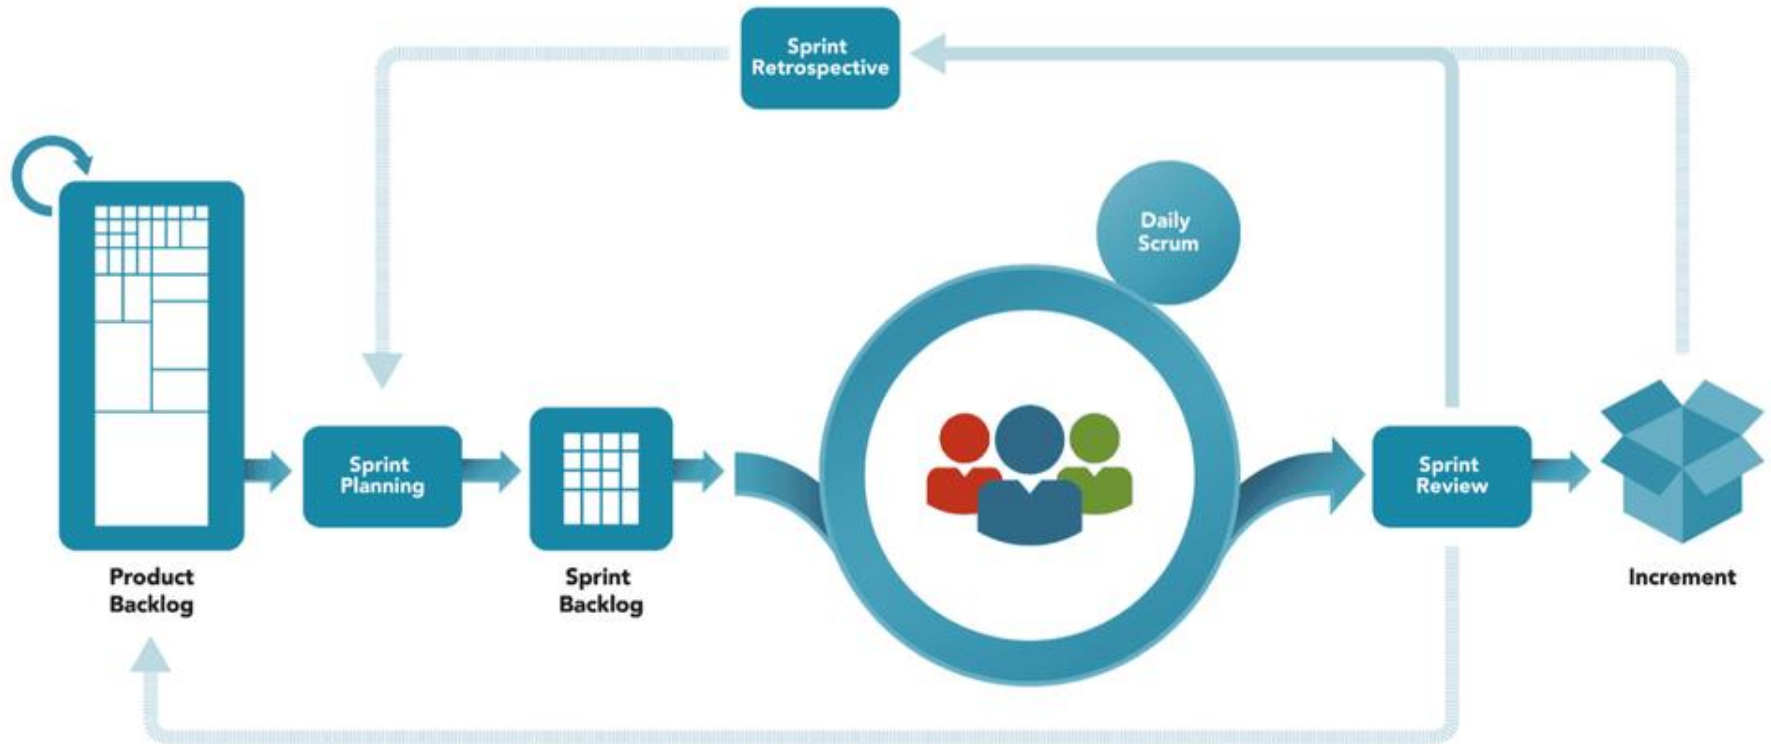 Sprint
Retrospective
Daily
Scrum
Sprint
Planning
Sprint
Review
Product
Backlog
Sprint
Backlog
Increment